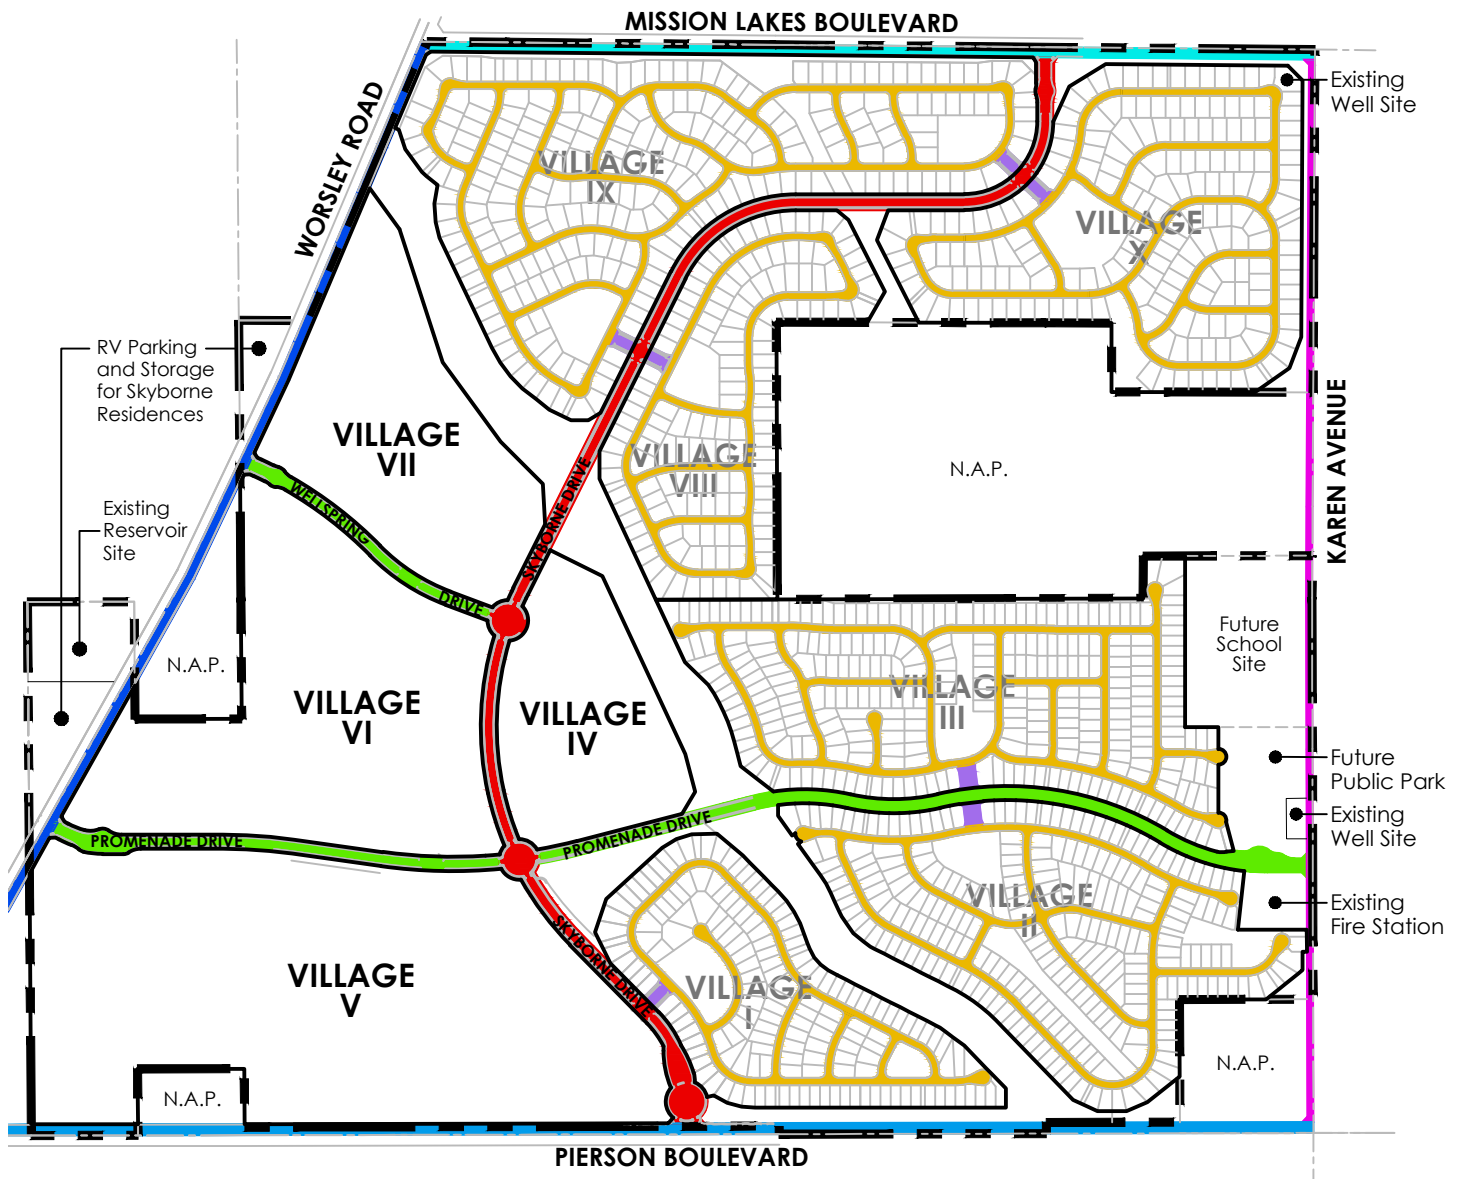 MISSION LAKES BOULEVARD
Existing
Well Site
WORSLEY ROAD
VILLAGE
IX
VILLAGE
X
RV Parking
and Storage
for Skyborne
Residences
KAREN AVENUE
VILLAGE
VII
VILLAGE
VIII
N.A.P.
SKYBORNE DRIVE
WELLSPRING
DRIVE
Existing
Reservoir
Site
N.A.P.
Future
School
Site
VILLAGE
VI
VILLAGE
IV
VILLAGE
III
Future
Public Park
Existing
Well Site
PROMENADE DRIVE
PROMENADE DRIVE
VILLAGE
II
Existing
Fire Station
SKYBORNE DRIVE
VILLAGE
V
VILLAGE
I
N.A.P.
N.A.P.
PIERSON BOULEVARD